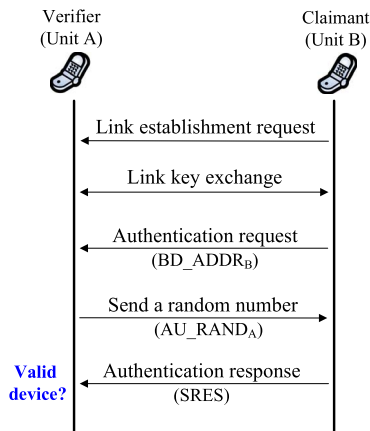 Verifier
(Unit A)
Claimant
(Unit B)
Link establishment request
Link key exchange
Authentication request
(BD_ADDRB)
Send a random number
(AU_RANDA)
Valid
device?
Authentication response
(SRES)